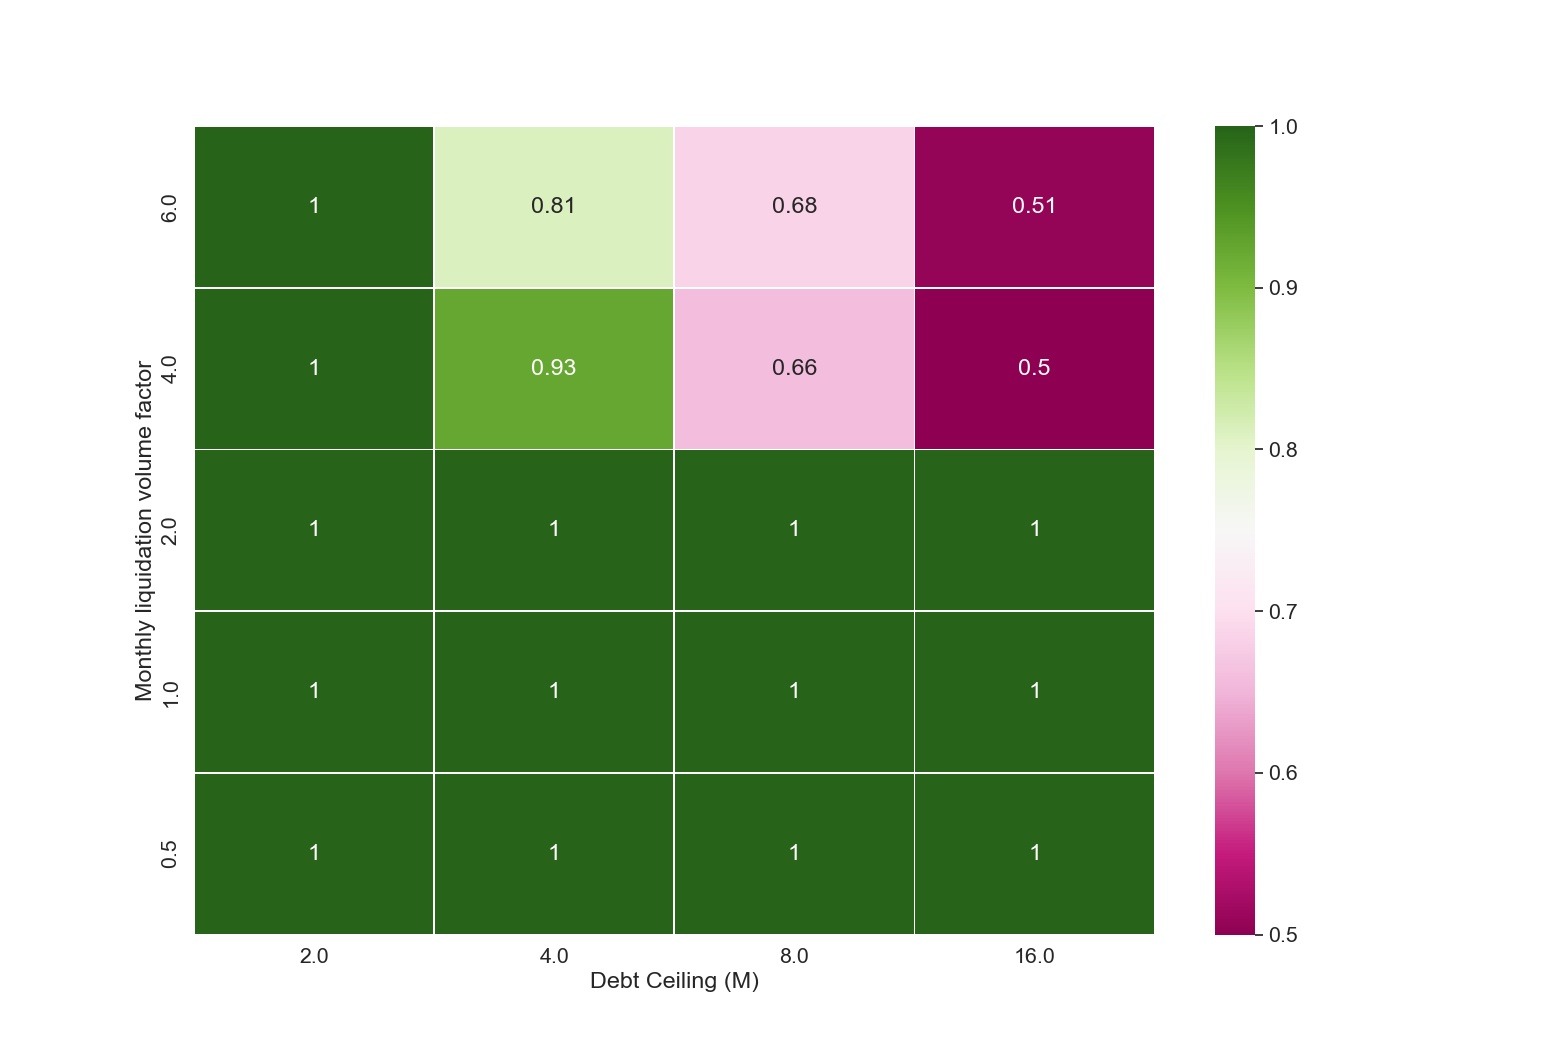 1.0
6.0 1 0.81 0.68 0.51
0.9
4.0 1 0.93 0.66 0.5
0.8
2.0 1 1 1 1
Monthly liquidation volume factor
0.7
1.0 1 1 1 1
0.6
0.5 1 1 1 1
0.5
2.0 4.0 8.0 16.0
Debt Ceiling (M)